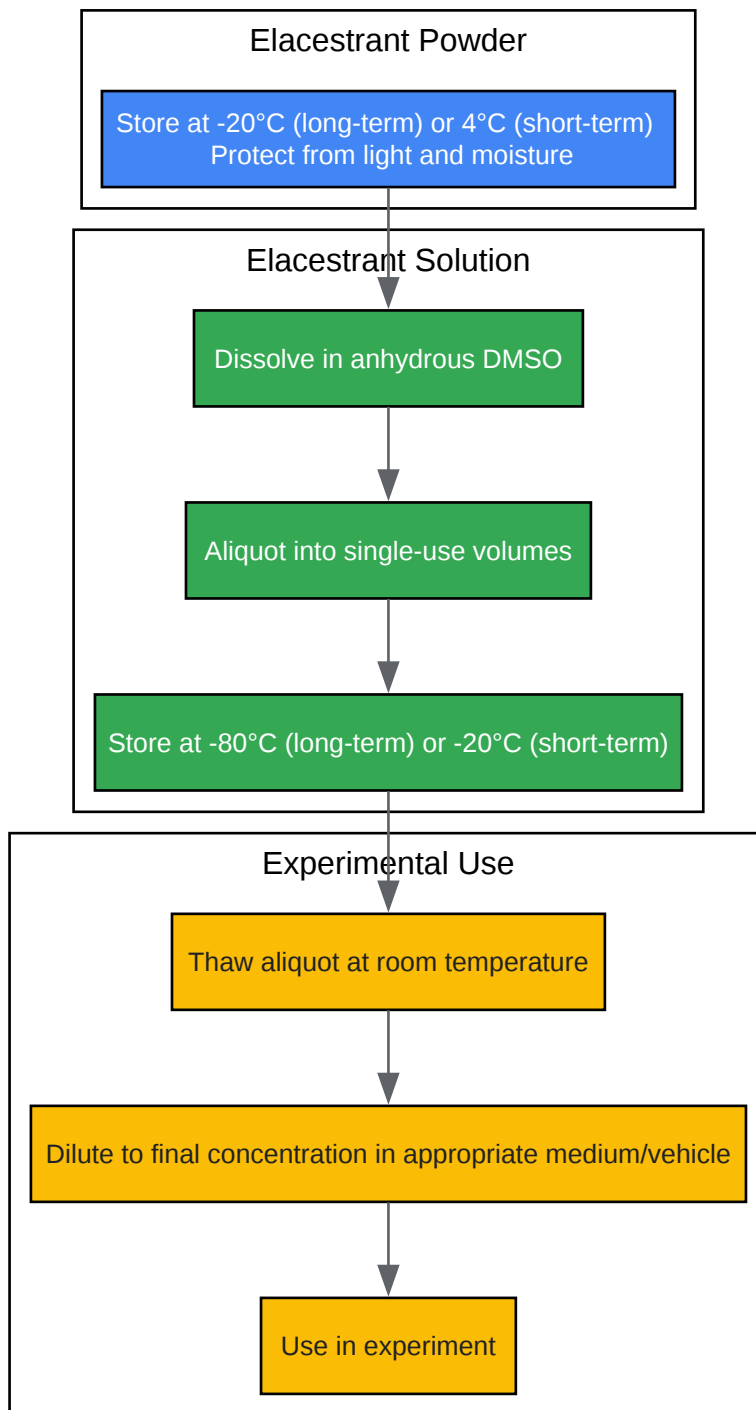 Elacestrant Powder
Store at -20°C (long-term) or 4°C (short-term)
Protect from light and moisture
Elacestrant Solution
Dissolve in anhydrous DMSO
Aliquot into single-use volumes
Store at -80°C (long-term) or -20°C (short-term)
Experimental Use
Thaw aliquot at room temperature
Dilute to final concentration in appropriate medium/vehicle
Use in experiment